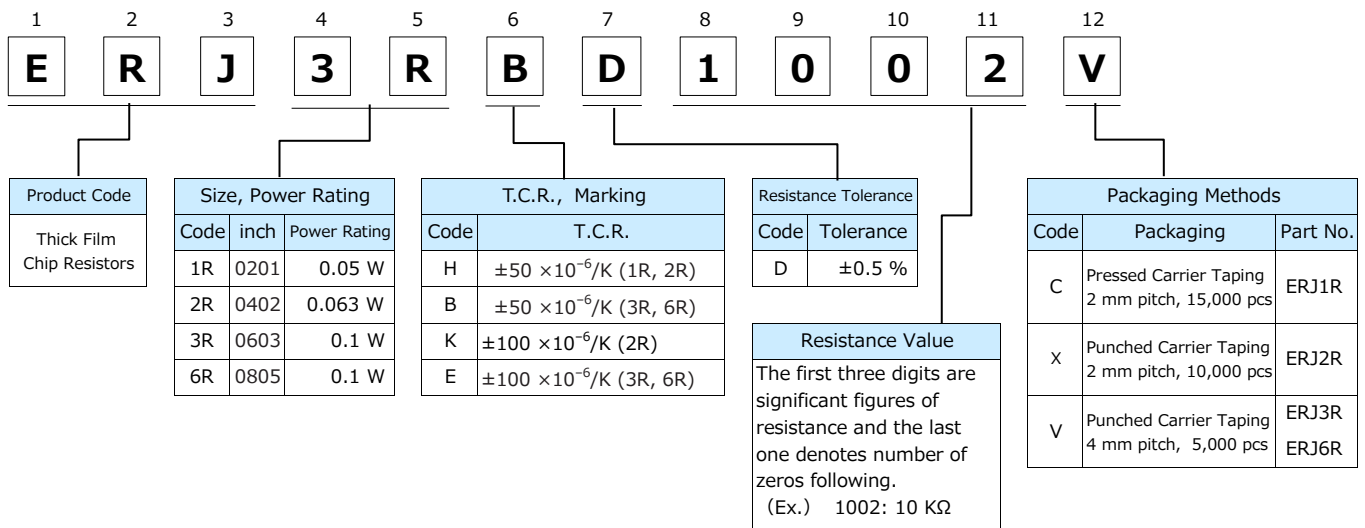 1 2 3 4 5 6 7 8 9 10 11 12
E R J 3 R B D 1 0 0 2 V
Product Code
Thick Film
Chip Resistors
Size, Power Rating
Code inch Power Rating
1R 0201 0.05 W
2R 0402 0.063 W
3R 0603 0.1 W
6R 0805 0.1 W
T.C.R., Marking
Code T.C.R.
H ±50 ×10⁻⁶/K (1R, 2R)
B ±50 ×10⁻⁶/K (3R, 6R)
K ±100 ×10⁻⁶/K (2R)
E ±100 ×10⁻⁶/K (3R, 6R)
Resistance Tolerance
Code Tolerance
D ±0.5 %
Resistance Value
The first three digits are
significant figures of
resistance and the last
one denotes number of
zeros following.
（Ex.） 1002: 10 KΩ
Packaging Methods
Code Packaging Part No.
C Pressed Carrier Taping
2 mm pitch, 15,000 pcs ERJ1R
X Punched Carrier Taping
2 mm pitch, 10,000 pcs ERJ2R
V Punched Carrier Taping
4 mm pitch, 5,000 pcs ERJ3R
ERJ6R